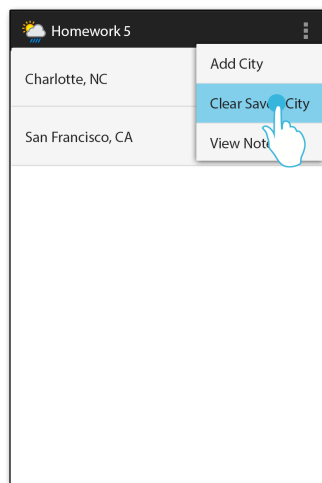 Homework 5
Add City
Charlotte, NC
Clear City
San Francisco, CA
View